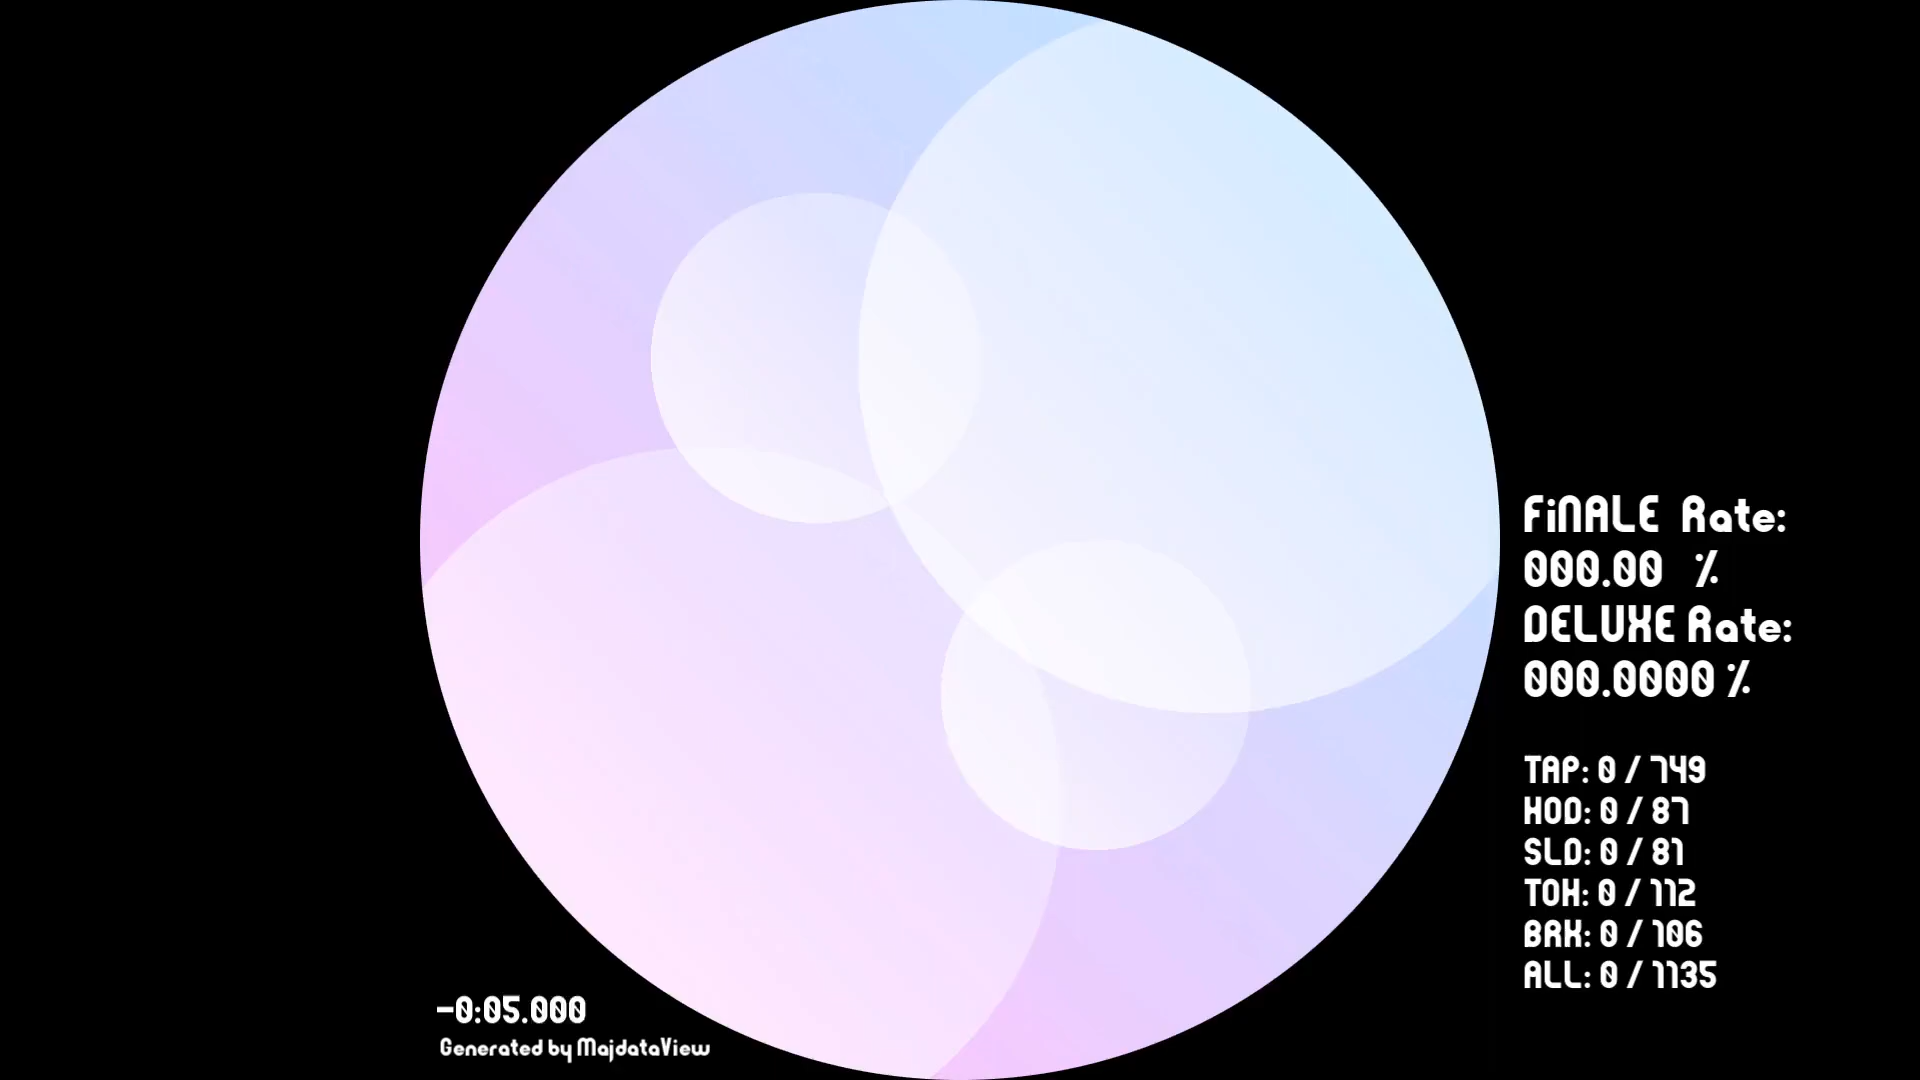 FiNALE Rate:
000.00 %
DELUXE Rate:
000.0000 %
TAP: 0 / 749
HOD: 0 / 87
SLD: 0 / 81
TOH: 0 / 112
BRK: 0 / 106
ALL: 0 / 1135
-0:05.000
Generated by MajdataView